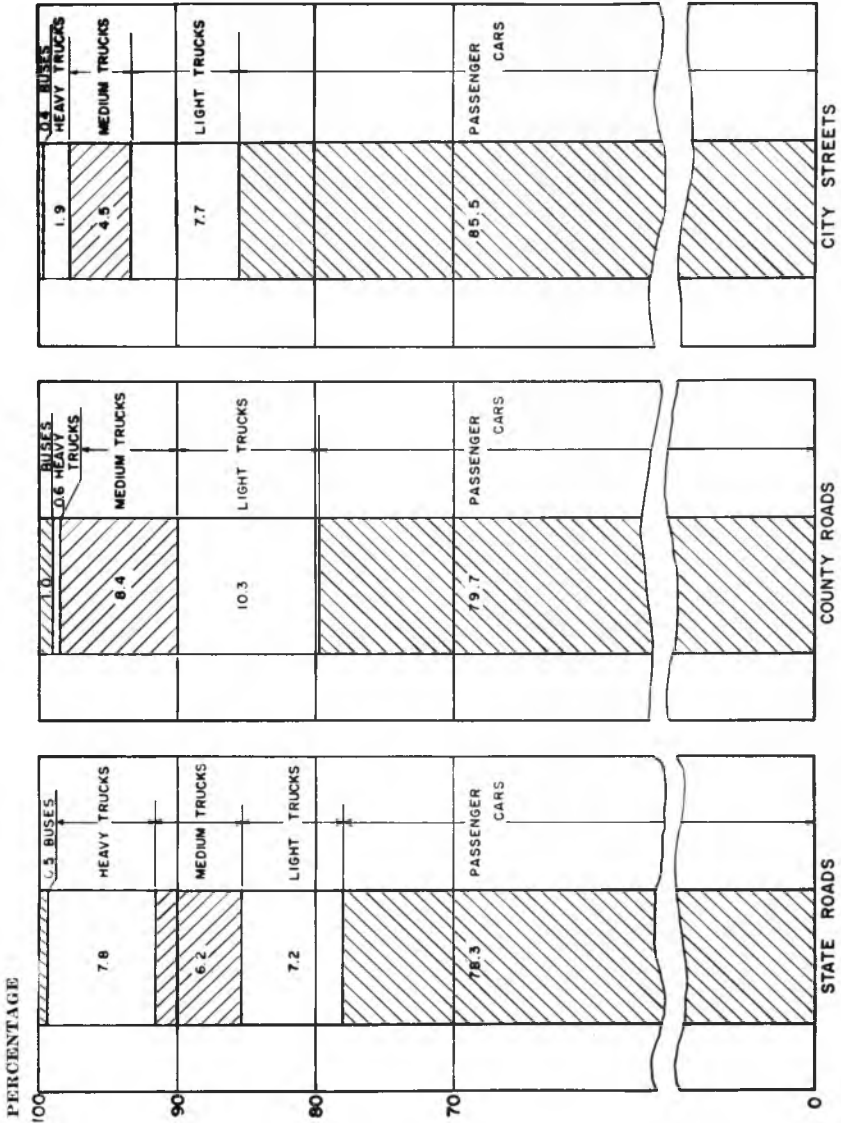 PERCENTAGE
100
90
80
70
0
0.5 BUSES
HEAVY TRUCKS
7.8
MEDIUM TRUCKS
6.2
LIGHT TRUCKS
7.2
PASSENGER
CARS
78.3
STATE ROADS
BUSES
1.0
0.6 HEAVY
TRUCKS
MEDIUM TRUCKS
8.4
LIGHT TRUCKS
10.3
PASSENGER
CARS
79.7
COUNTY ROADS
0.4 BUSES
HEAVY TRUCKS
1.9
MEDIUM TRUCKS
4.5
LIGHT TRUCKS
7.7
PASSENGER
CARS
85.5
CITY STREETS